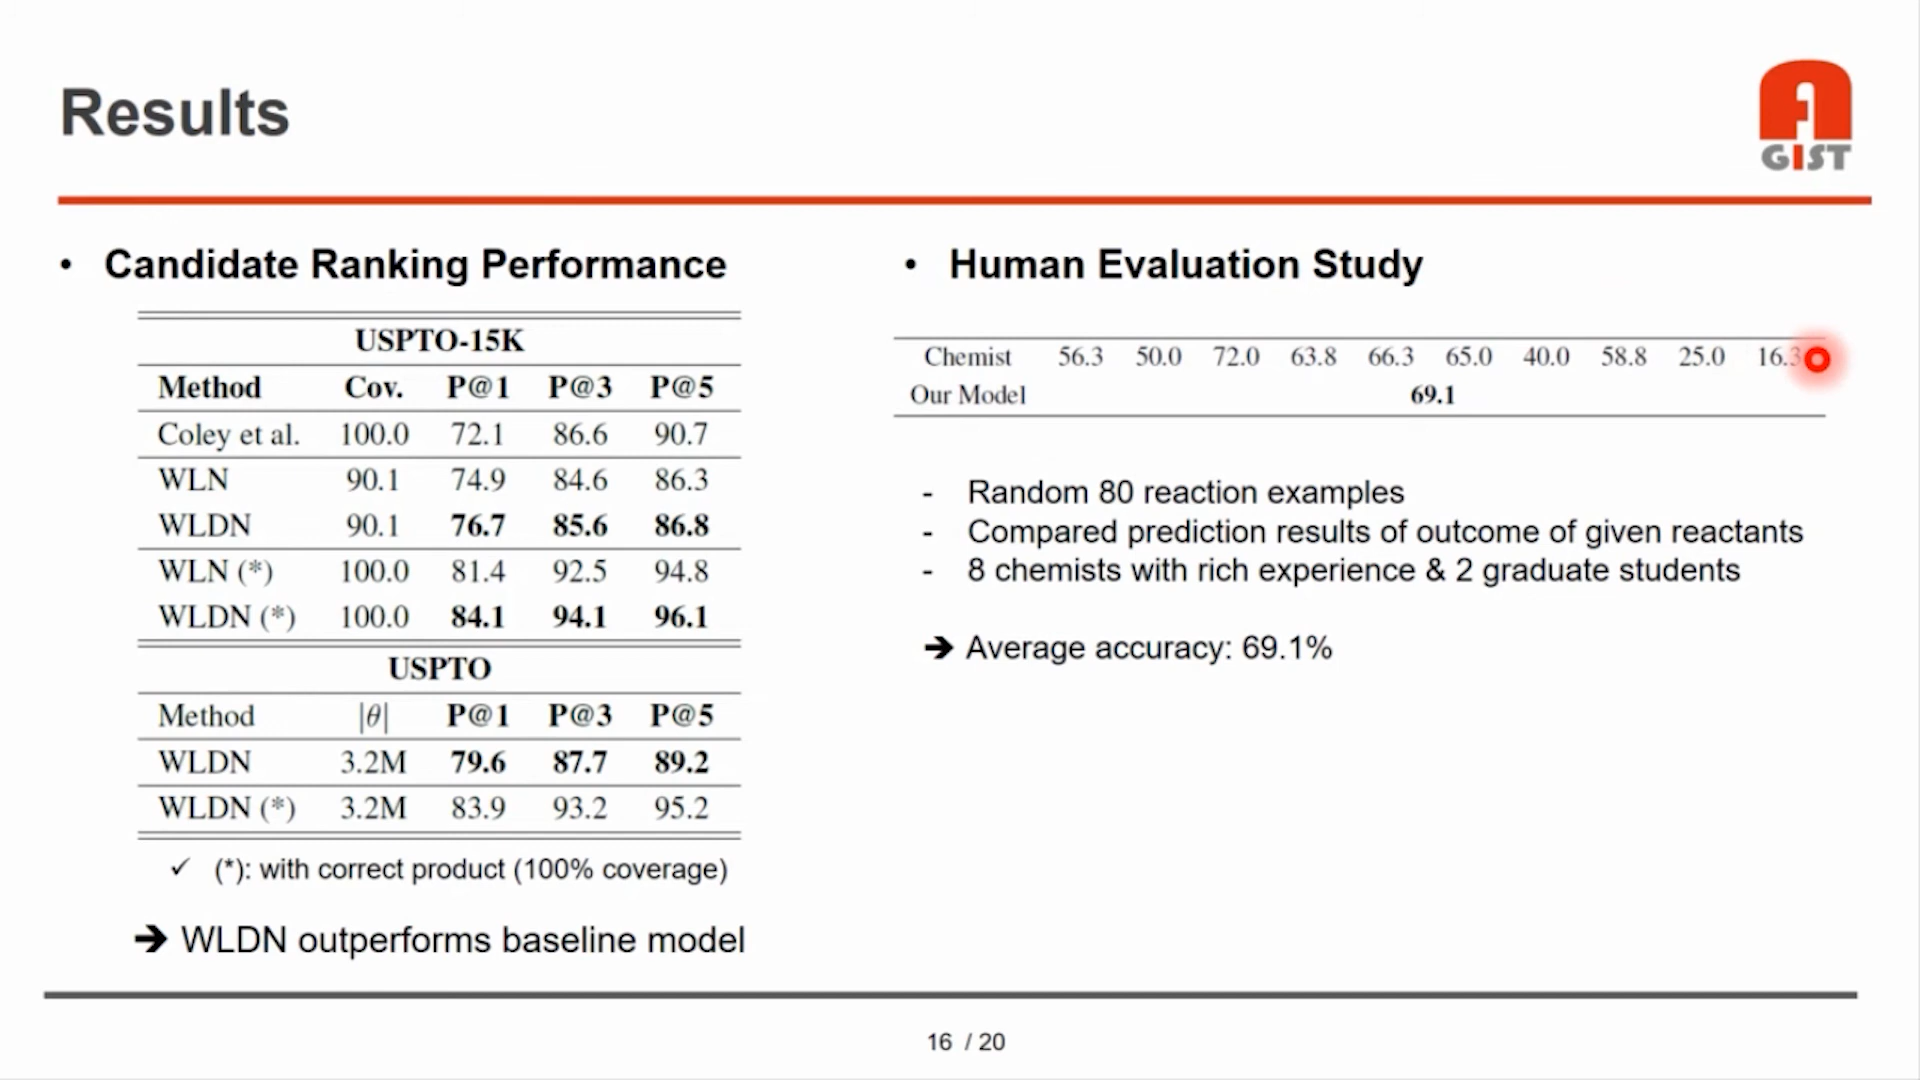 Results
GIST
• Candidate Ranking Performance
USPTO-15K
Method Cov. P@1 P@3 P@5
Coley et al. 100.0 72.1 86.6 90.7
WLN 90.1 74.9 84.6 86.3
WLDN 90.1 76.7 85.6 86.8
WLN (*) 100.0 81.4 92.5 94.8
WLDN (*) 100.0 84.1 94.1 96.1
USPTO
Method |θ| P@1 P@3 P@5
WLDN 3.2M 79.6 87.7 89.2
WLDN (*) 3.2M 83.9 93.2 95.2
✓ (*): with correct product (100% coverage)
➔ WLDN outperforms baseline model
• Human Evaluation Study
Chemist 56.3 50.0 72.0 63.8 66.3 65.0 40.0 58.8 25.0 16.3
Our Model 69.1
- Random 80 reaction examples
- Compared prediction results of outcome of given reactants
- 8 chemists with rich experience & 2 graduate students
➔ Average accuracy: 69.1%
16 / 20